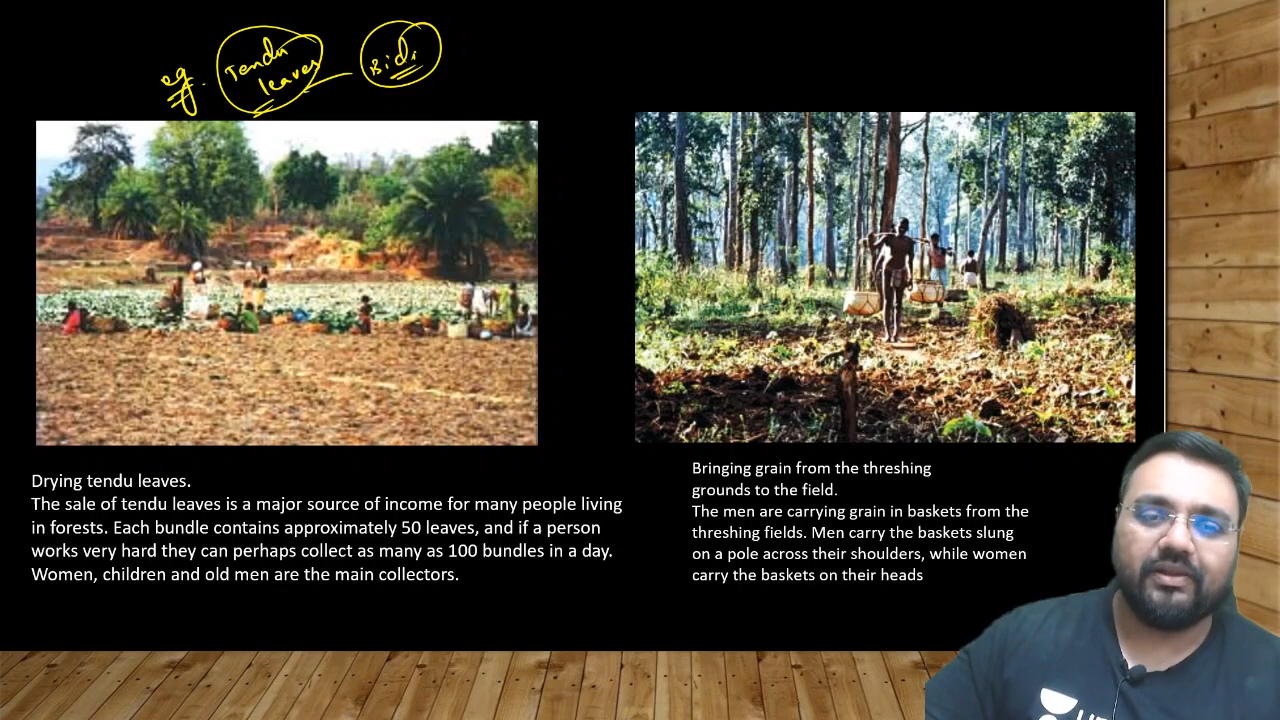 eg. Tendu
leaves
Bidi
Drying tendu leaves.
The sale of tendu leaves is a major source of income for many people living
in forests. Each bundle contains approximately 50 leaves, and if a person
works very hard they can perhaps collect as many as 100 bundles in a day.
Women, children and old men are the main collectors.
Bringing grain from the threshing
grounds to the field.
The men are carrying grain in baskets from the
threshing fields. Men carry the baskets slung
on a pole across their shoulders, while women
carry the baskets on their heads